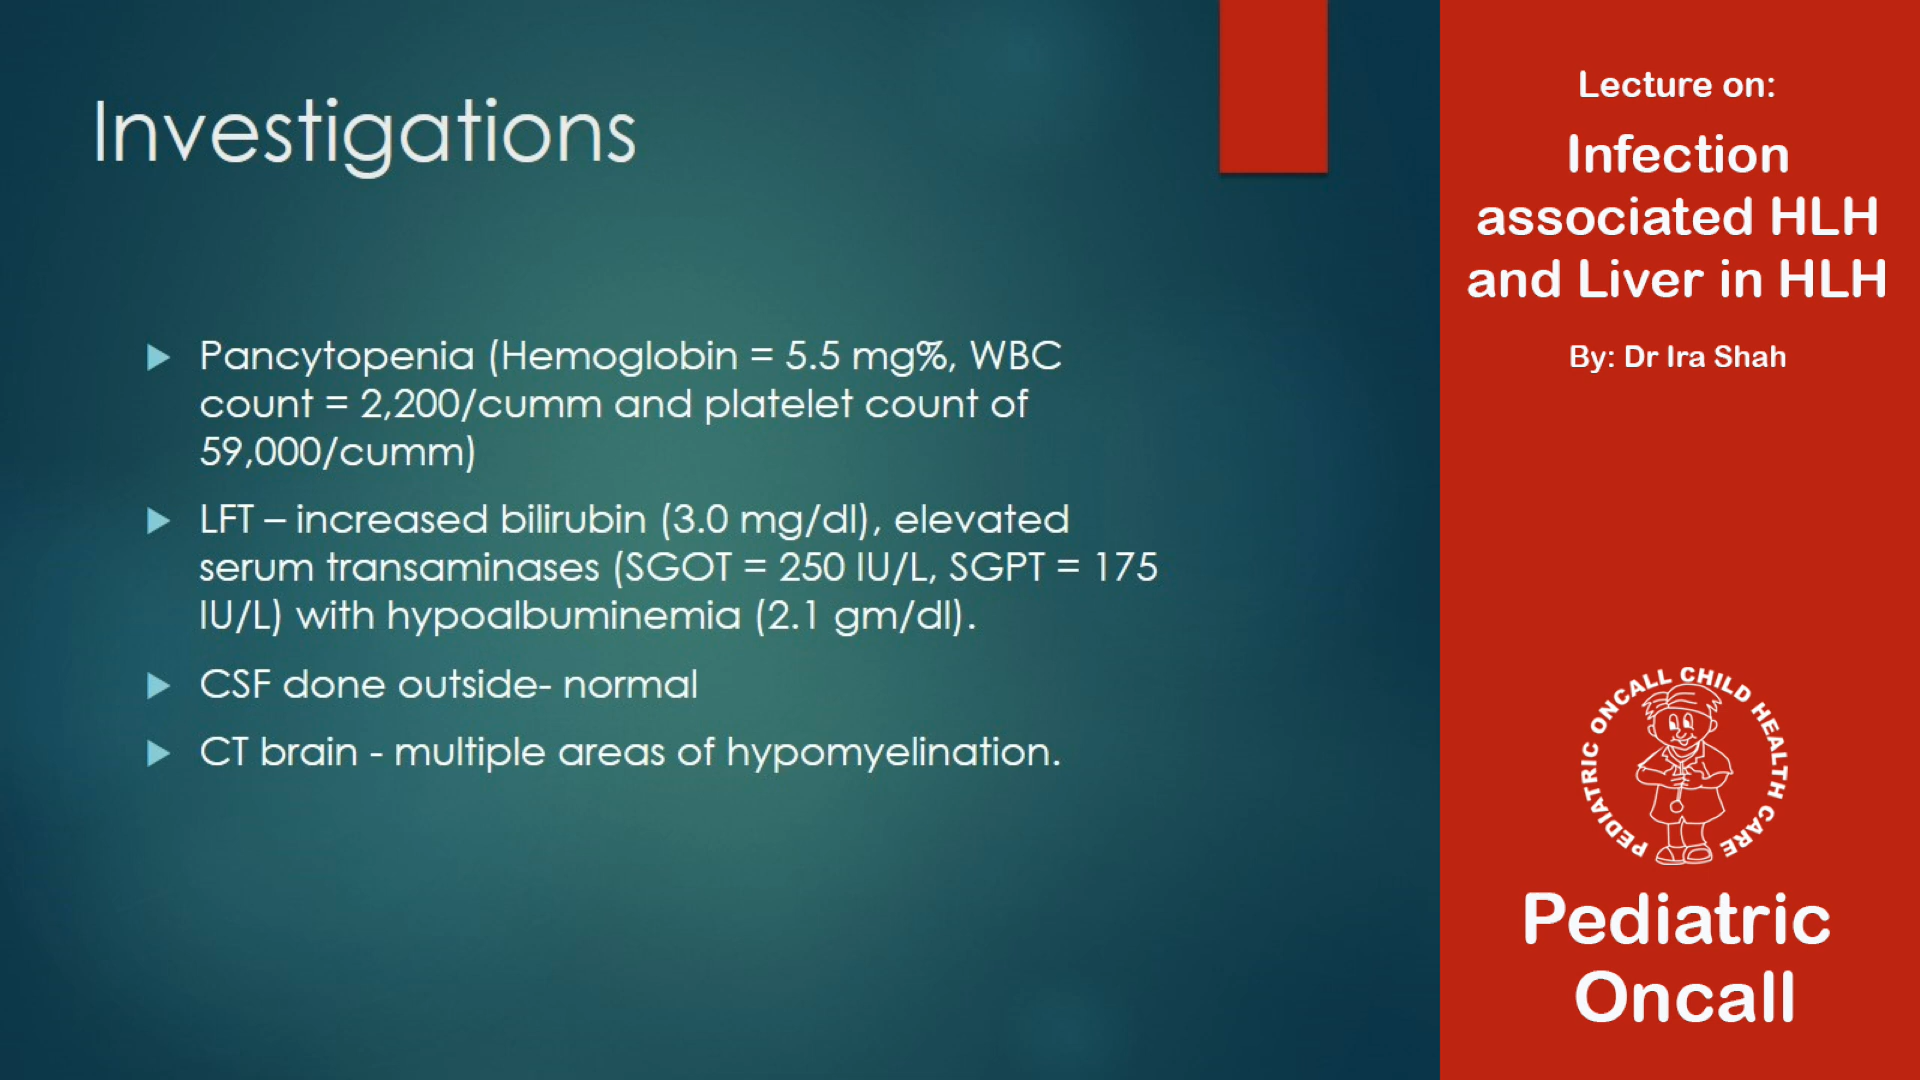 Investigations
Pancytopenia (Hemoglobin = 5.5 mg%, WBC
count = 2,200/cumm and platelet count of
59,000/cumm)
LFT – increased bilirubin (3.0 mg/dl), elevated
serum transaminases (SGOT = 250 IU/L, SGPT = 175
IU/L) with hypoalbuminemia (2.1 gm/dl).
CSF done outside- normal
CT brain - multiple areas of hypomyelination.
Lecture on:
Infection
associated HLH
and Liver in HLH
By: Dr Ira Shah
PEDIATRIC ONCALL CHILD HEALTH CARE
Pediatric
Oncall